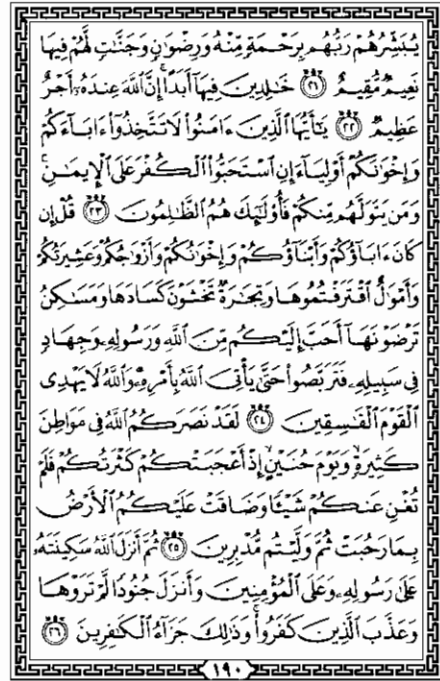 يُبَشِّرُهُمْ رَبُّهُم بِرَحْمَةٍ مِّنْهُ وَرِضْوَٰنٍ وَجَنَّٰتٍ لَّهُمْ فِيهَا
نَعِيمٌ مُّقِيمٌ ٢١ خَٰلِدِينَ فِيهَآ أَبَدًا إِنَّ ٱللَّهَ عِندَهُۥٓ أَجْرٌ
عَظِيمٌ ٢٢ يَٰٓأَيُّهَا ٱلَّذِينَ ءَامَنُوا۟ لَا تَتَّخِذُوٓا۟ ءَابَآءَكُمْ
وَإِخْوَٰنَكُمْ أَوْلِيَآءَ إِنِ ٱسْتَحَبُّوا۟ ٱلْكُفْرَ عَلَى ٱلْإِيمَٰنِ ۚ
وَمَن يَتَوَلَّهُم مِّنكُمْ فَأُو۟لَٰٓئِكَ هُمُ ٱلظَّٰلِمُونَ ٢٣ قُلْ إِن
كَانَ ءَابَآؤُكُمْ وَأَبْنَآؤُكُمْ وَإِخْوَٰنُكُمْ وَأَزْوَٰجُكُمْ وَعَشِيرَتُكُمْ
وَأَمْوَٰلٌ ٱقْتَرَفْتُمُوهَا وَتِجَٰرَةٌ تَخْشَوْنَ كَسَادَهَا وَمَسَٰكِنُ
تَرْضَوْنَهَآ أَحَبَّ إِلَيْكُم مِّنَ ٱللَّهِ وَرَسُولِهِۦ وَجِهَادٍ
فِى سَبِيلِهِۦ فَتَرَبَّصُوا۟ حَتَّىٰ يَأْتِىَ ٱللَّهُ بِأَمْرِهِۦ ۗ وَٱللَّهُ لَا يَهْدِى
ٱلْقَوْمَ ٱلْفَٰسِقِينَ ٢٤ لَقَدْ نَصَرَكُمُ ٱللَّهُ فِى مَوَاطِنَ
كَثِيرَةٍ ۙ وَيَوْمَ حُنَيْنٍ ۙ إِذْ أَعْجَبَتْكُمْ كَثْرَتُكُمْ فَلَمْ
تُغْنِ عَنكُمْ شَيْـًٔا وَضَاقَتْ عَلَيْكُمُ ٱلْأَرْضُ
بِمَا رَحُبَتْ ثُمَّ وَلَّيْتُم مُّدْبِرِينَ ٢٥ ثُمَّ أَنزَلَ ٱللَّهُ سَكِينَتَهُۥ
عَلَىٰ رَسُولِهِۦ وَعَلَى ٱلْمُؤْمِنِينَ وَأَنزَلَ جُنُودًا لَّمْ تَرَوْهَا
وَعَذَّبَ ٱلَّذِينَ كَفَرُوا۟ ۚ وَذَٰلِكَ جَزَآءُ ٱلْكَٰفِرِينَ ٢٦
١٩٠